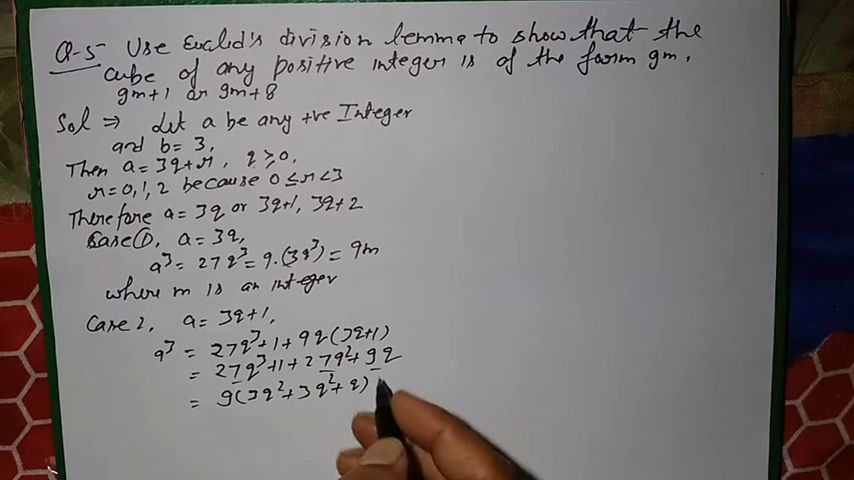 Q-5 Use Euclid's division lemma to show that the
cube of any positive integer is of the form 9m,
9m+1 or 9m+8
Sol ⇒ Let a be any +ve Integer
and b = 3,
Then a = 3q+r, q ≥ 0,
r = 0, 1, 2 because 0 ≤ r < 3
Therefore a = 3q or 3q+1, 3q+2
Case ①, a = 3q,
a³ = 27q³ = 9.(3q³) = 9m
where m is an integer
Case 2, a = 3q+1,
a³ = 27q³+1+9q(3q+1)
= 27q³+1+27q²+9q
= 9(3q²+3q²+q)